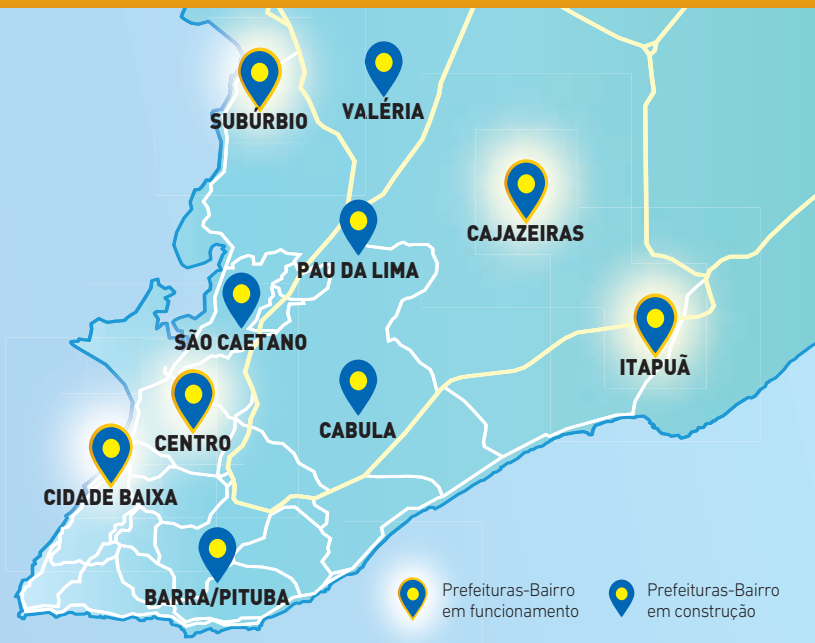 VALÉRIA
SUBÚRBIO
CAJAZEIRAS
PAU DA LIMA
SÃO CAETANO
ITAPUÃ
CABULA
CENTRO
CIDADE BAIXA
BARRA/PITUBA
Prefeituras-Bairro
em funcionamento
Prefeituras-Bairro
em construção